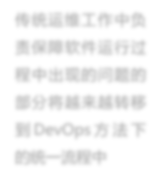 传统运维工作中负
责保障软件运行过
程中出现的问题的
部分将越来越转移
到DevOps方法下
的统一流程中